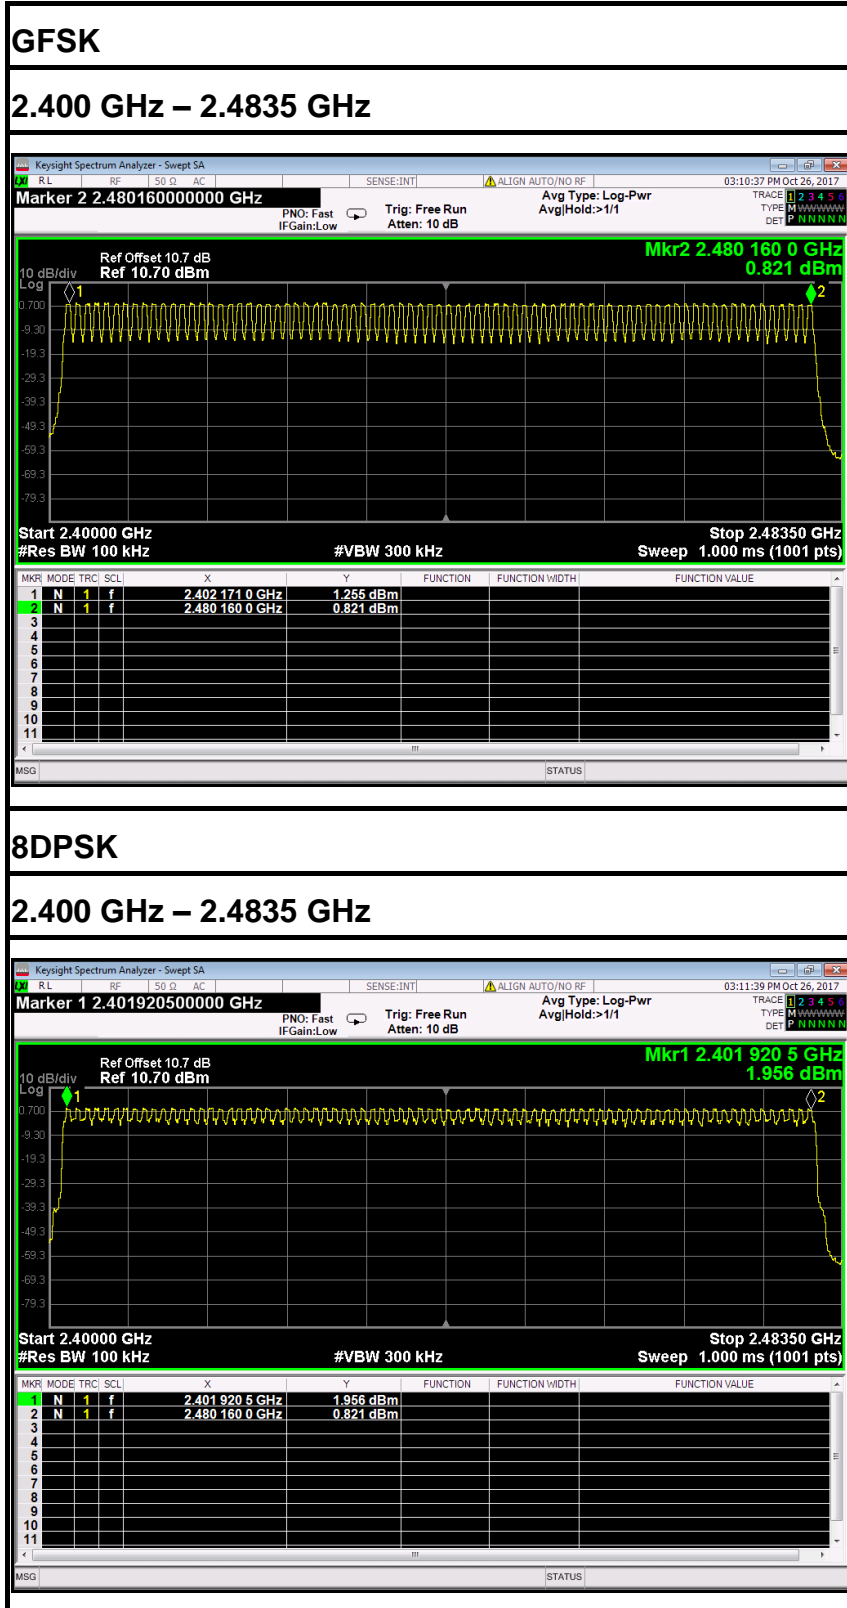 GFSK
2.400 GHz – 2.4835 GHz
Keysight Spectrum Analyzer - Swept SA
LXI RL RF 50 Ω AC SENSE:INT ALIGN AUTO/NO RF 03:10:37 PM Oct 26, 2017
Marker 2 2.480160000000 GHz Avg Type: Log-Pwr TRACE 1 2 3 4 5 6
PNO: Fast Trig: Free Run Avg|Hold:>1/1 TYPE M WWWWW
IFGain:Low Atten: 10 dB DET P N N N N N
Mkr2 2.480 160 0 GHz
Ref Offset 10.7 dB
10 dB/div Ref 10.70 dBm 0.821 dBm
Log
1 2
0.700
-9.30
-19.3
-29.3
-39.3
-49.3
-59.3
-69.3
-79.3
Start 2.40000 GHz Stop 2.48350 GHz
#Res BW 100 kHz #VBW 300 kHz Sweep 1.000 ms (1001 pts)
MKR MODE TRC SCL X Y FUNCTION FUNCTION WIDTH FUNCTION VALUE
1 N 1 f 2.402 171 0 GHz 1.255 dBm
2 N 1 f 2.480 160 0 GHz 0.821 dBm
3
4
5
6
7
8
9
10
11
MSG STATUS
8DPSK
2.400 GHz – 2.4835 GHz
Keysight Spectrum Analyzer - Swept SA
LXI RL RF 50 Ω AC SENSE:INT ALIGN AUTO/NO RF 03:11:39 PM Oct 26, 2017
Marker 1 2.401920500000 GHz Avg Type: Log-Pwr TRACE 1 2 3 4 5 6
PNO: Fast Trig: Free Run Avg|Hold:>1/1 TYPE M WWWWW
IFGain:Low Atten: 10 dB DET P N N N N N
Mkr1 2.401 920 5 GHz
Ref Offset 10.7 dB
10 dB/div Ref 10.70 dBm 1.956 dBm
Log
1 2
0.700
-9.30
-19.3
-29.3
-39.3
-49.3
-59.3
-69.3
-79.3
Start 2.40000 GHz Stop 2.48350 GHz
#Res BW 100 kHz #VBW 300 kHz Sweep 1.000 ms (1001 pts)
MKR MODE TRC SCL X Y FUNCTION FUNCTION WIDTH FUNCTION VALUE
1 N 1 f 2.401 920 5 GHz 1.956 dBm
2 N 1 f 2.480 160 0 GHz 0.821 dBm
3
4
5
6
7
8
9
10
11
MSG STATUS